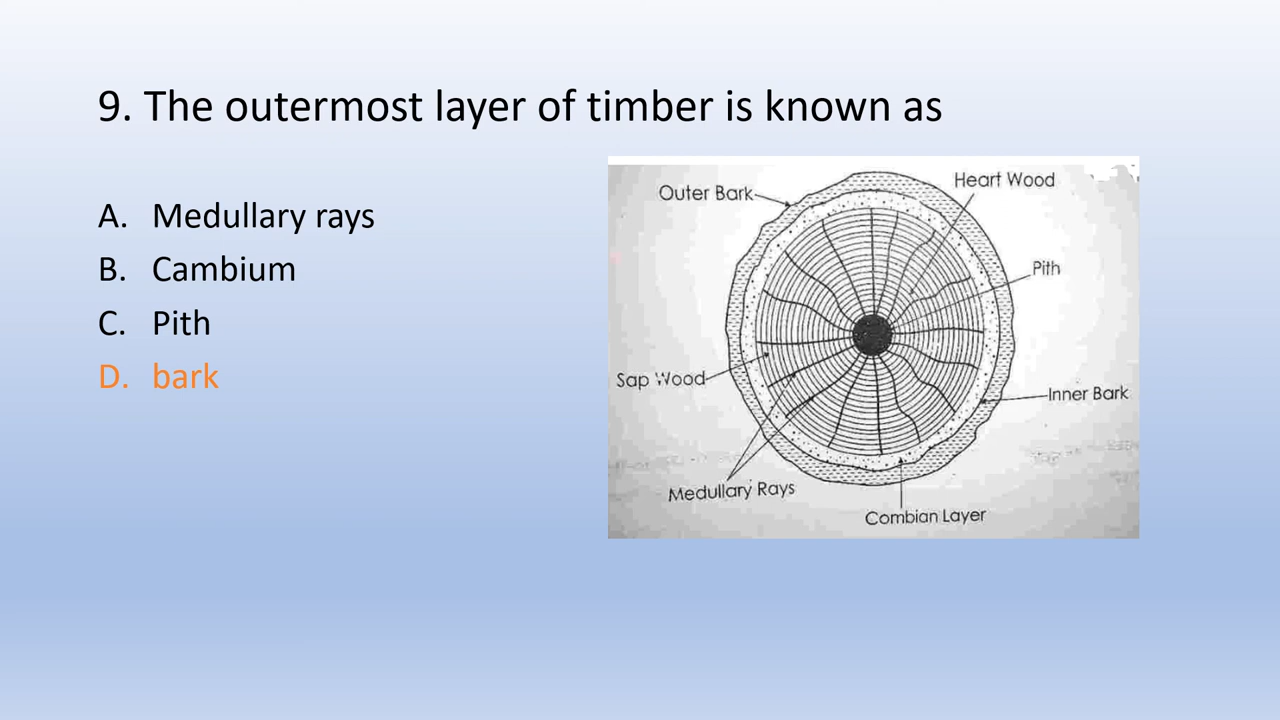 9. The outermost layer of timber is known as
A. Medullary rays
B. Cambium
C. Pith
D. bark
Outer Bark
Heart Wood
Pith
Sap Wood
Inner Bark
Medullary Rays
Combian Layer